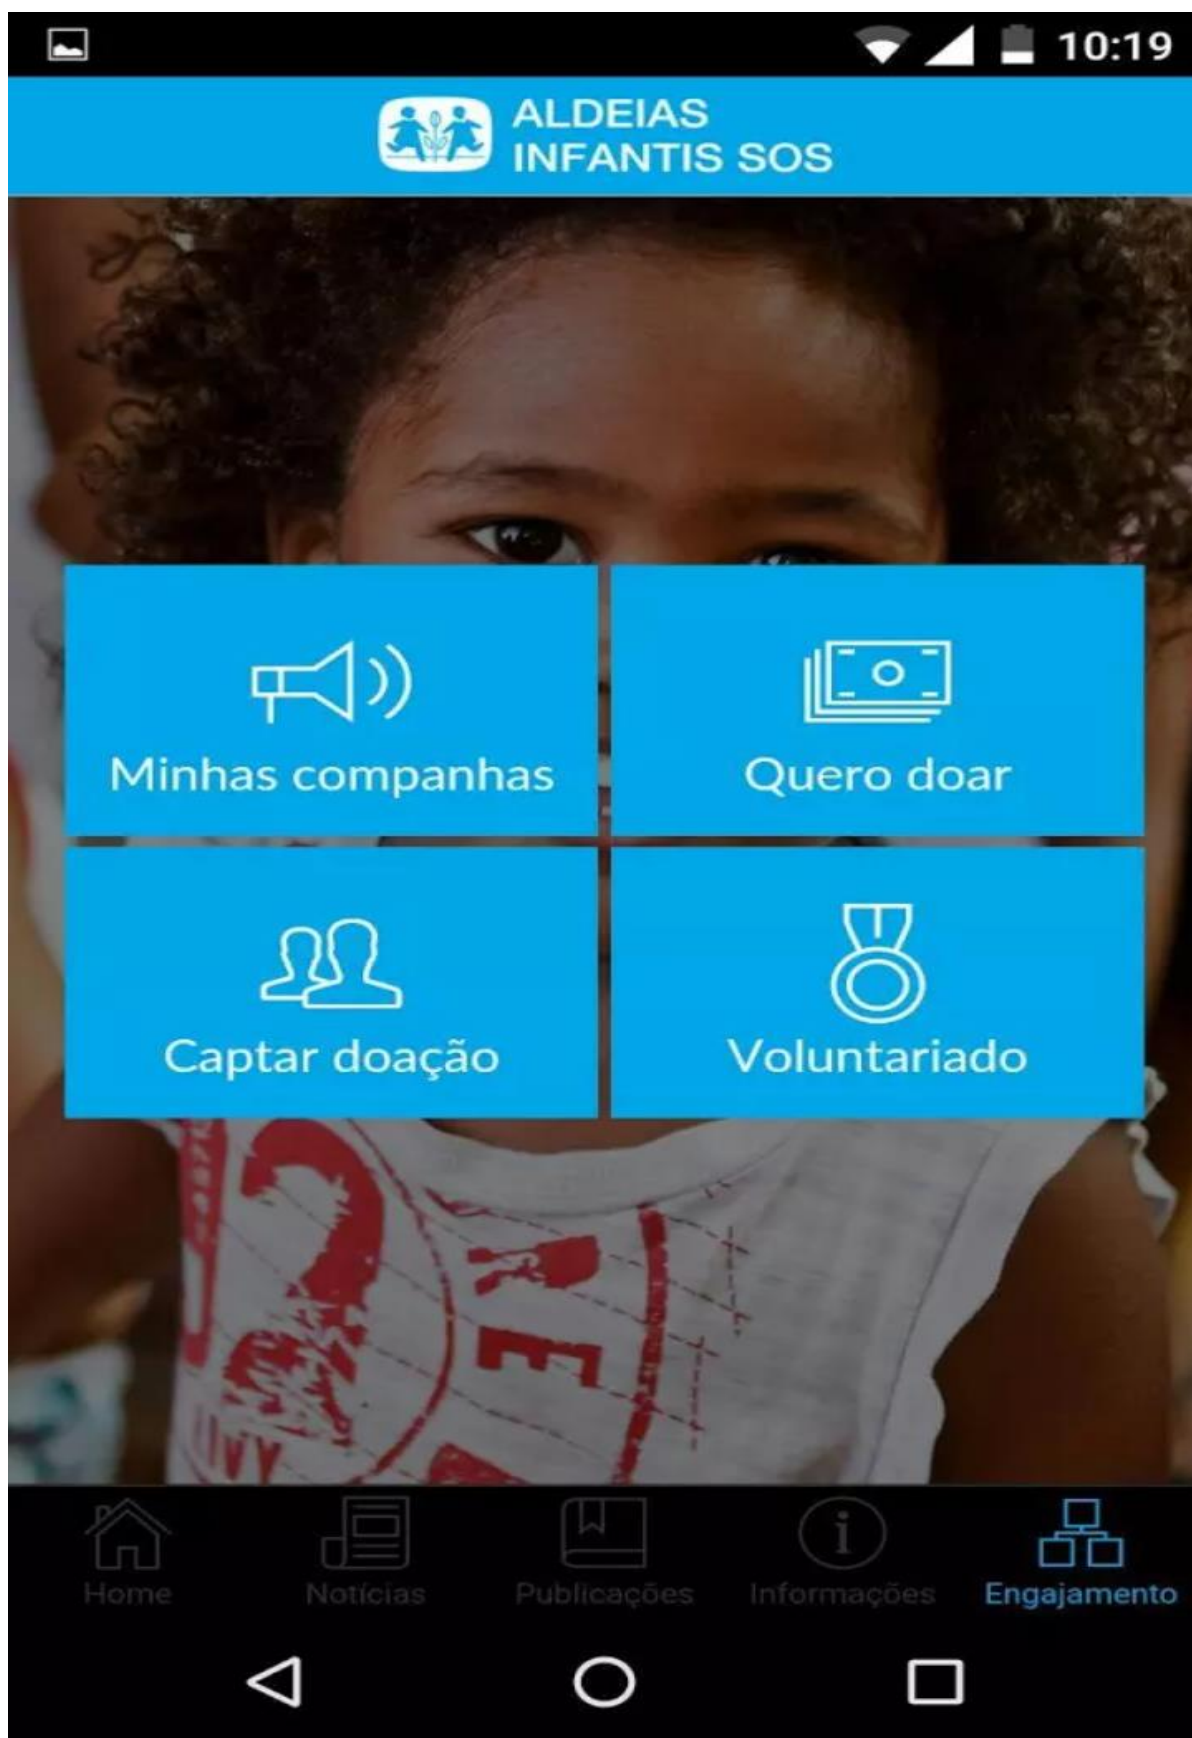 10:19
ALDEIAS
INFANTIS SOS
Minhas companhas
Quero doar
Captar doação
Voluntariado
Home
Notícias
Publicações
Informações
Engajamento